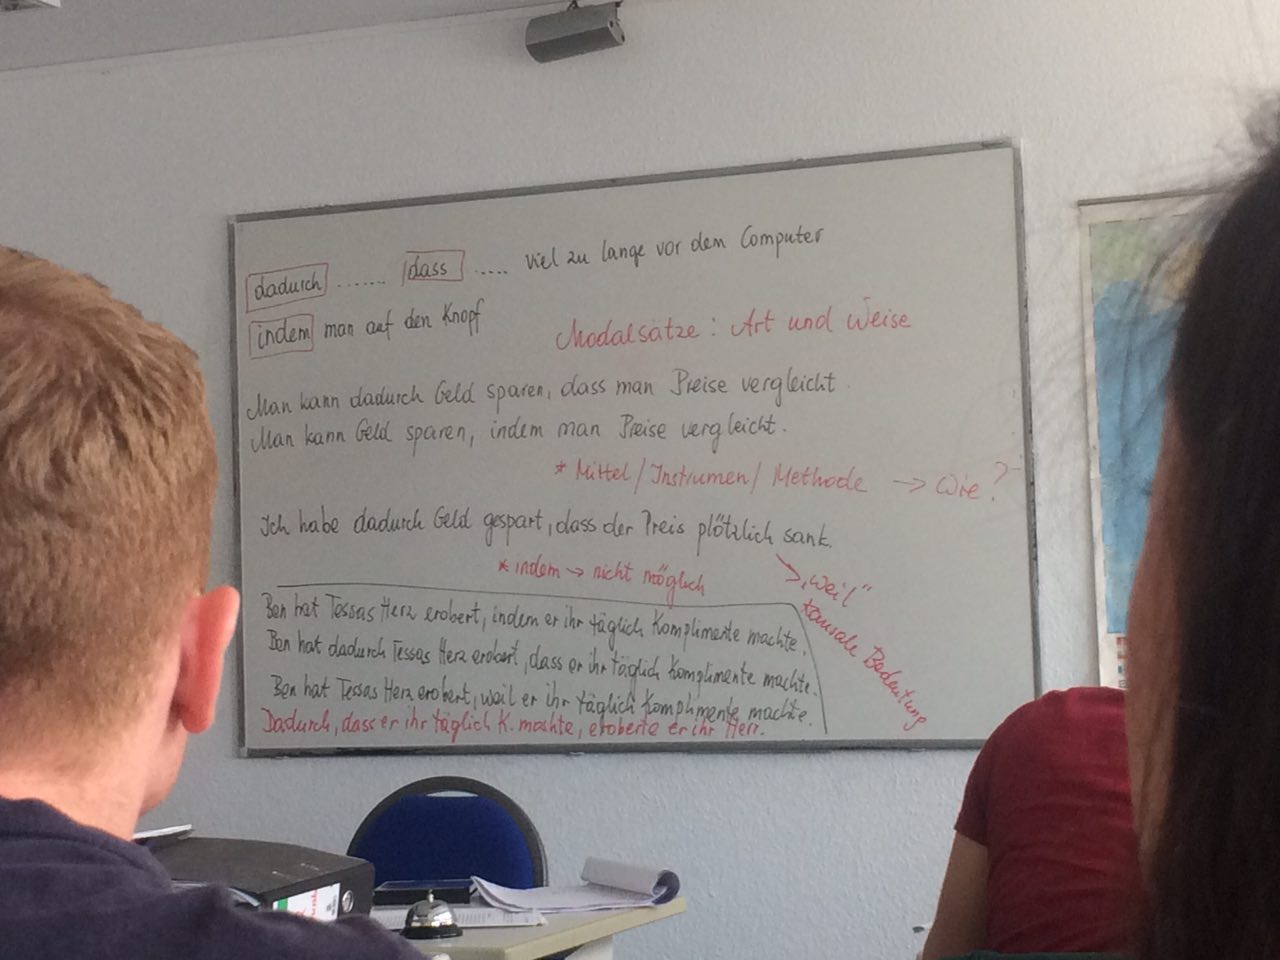 dadurch ....... dass ..... viel zu lange vor dem Computer
indem man auf den Knopf
Modalsätze: Art und Weise
Man kann dadurch Geld sparen, dass man Preise vergleicht.
Man kann Geld sparen, indem man Preise vergleicht.
* Mittel/Instrumen/Methode → Wie?
Ich habe dadurch Geld gespart, dass der Preis plötzlich sank.
* indem → nicht möglich
→ „weil"
kausale Bedeutung
Ben hat Tessas Herz erobert, indem er ihr täglich Komplimente machte.
Ben hat dadurch Tessas Herz erobert, dass er ihr täglich Komplimente machte.
Ben hat Tessas Herz erobert, weil er ihr täglich Komplimente machte.
Dadurch, dass er ihr täglich K. machte, eroberte er ihr Herz.